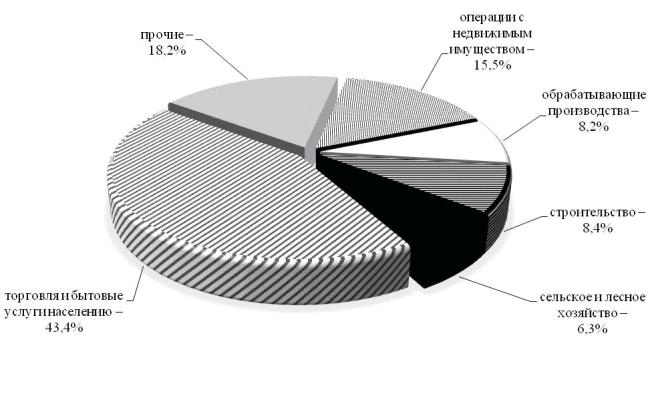 операции с
недвижимым
имуществом –
15,5%
прочие –
18,2%
обрабатывающие
производства –
8,2%
строительство –
8,4%
сельское и лесное
хозяйство –
6,3%
торговля и бытовые
услуги населению –
43,4%